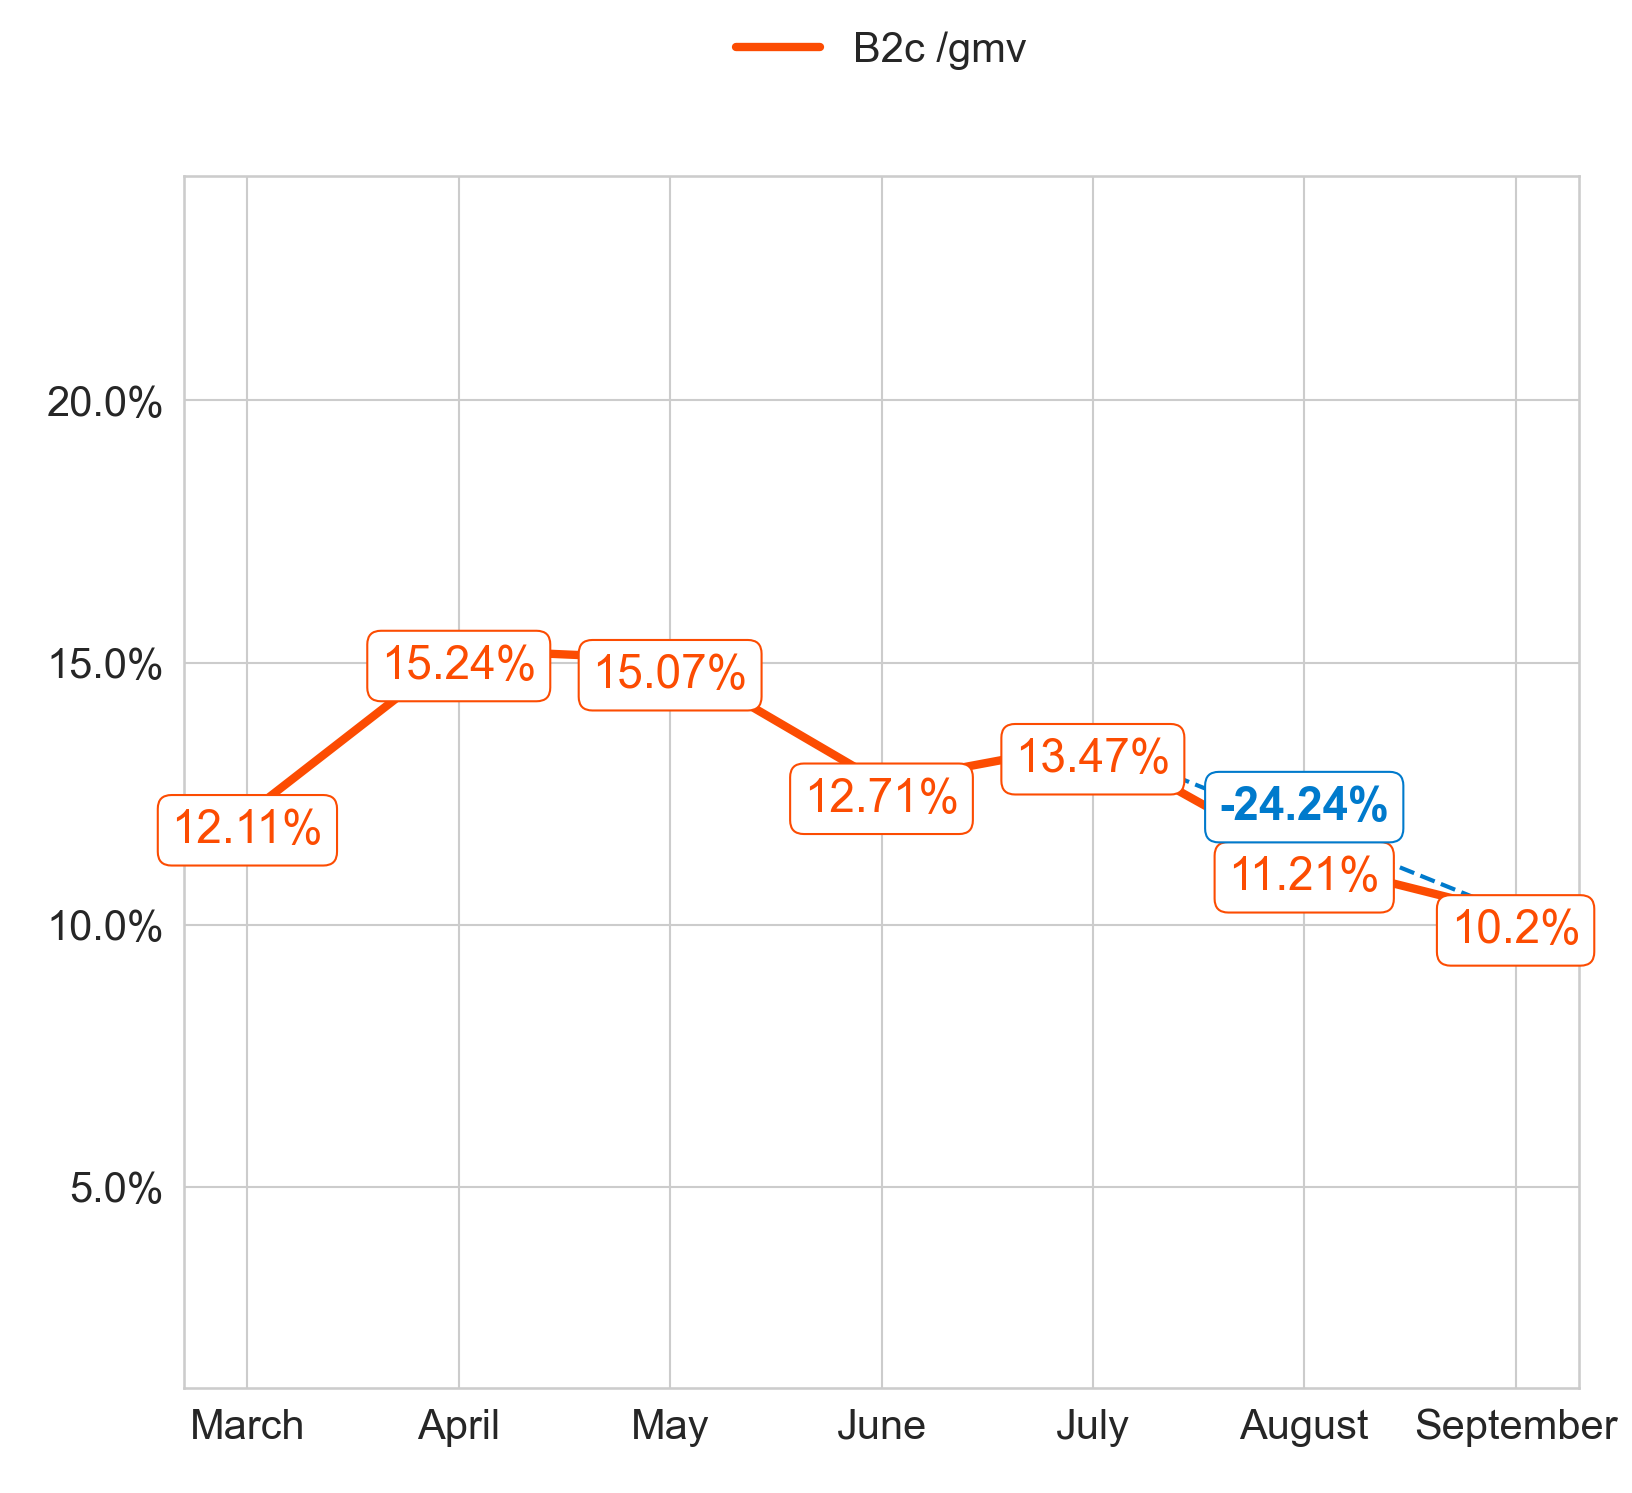 B2c /gmv
20.0%
15.0%
10.0%
5.0%
12.11%
15.24%
15.07%
12.71%
13.47%
-24.24%
11.21%
10.2%
March
April
May
June
July
August
September